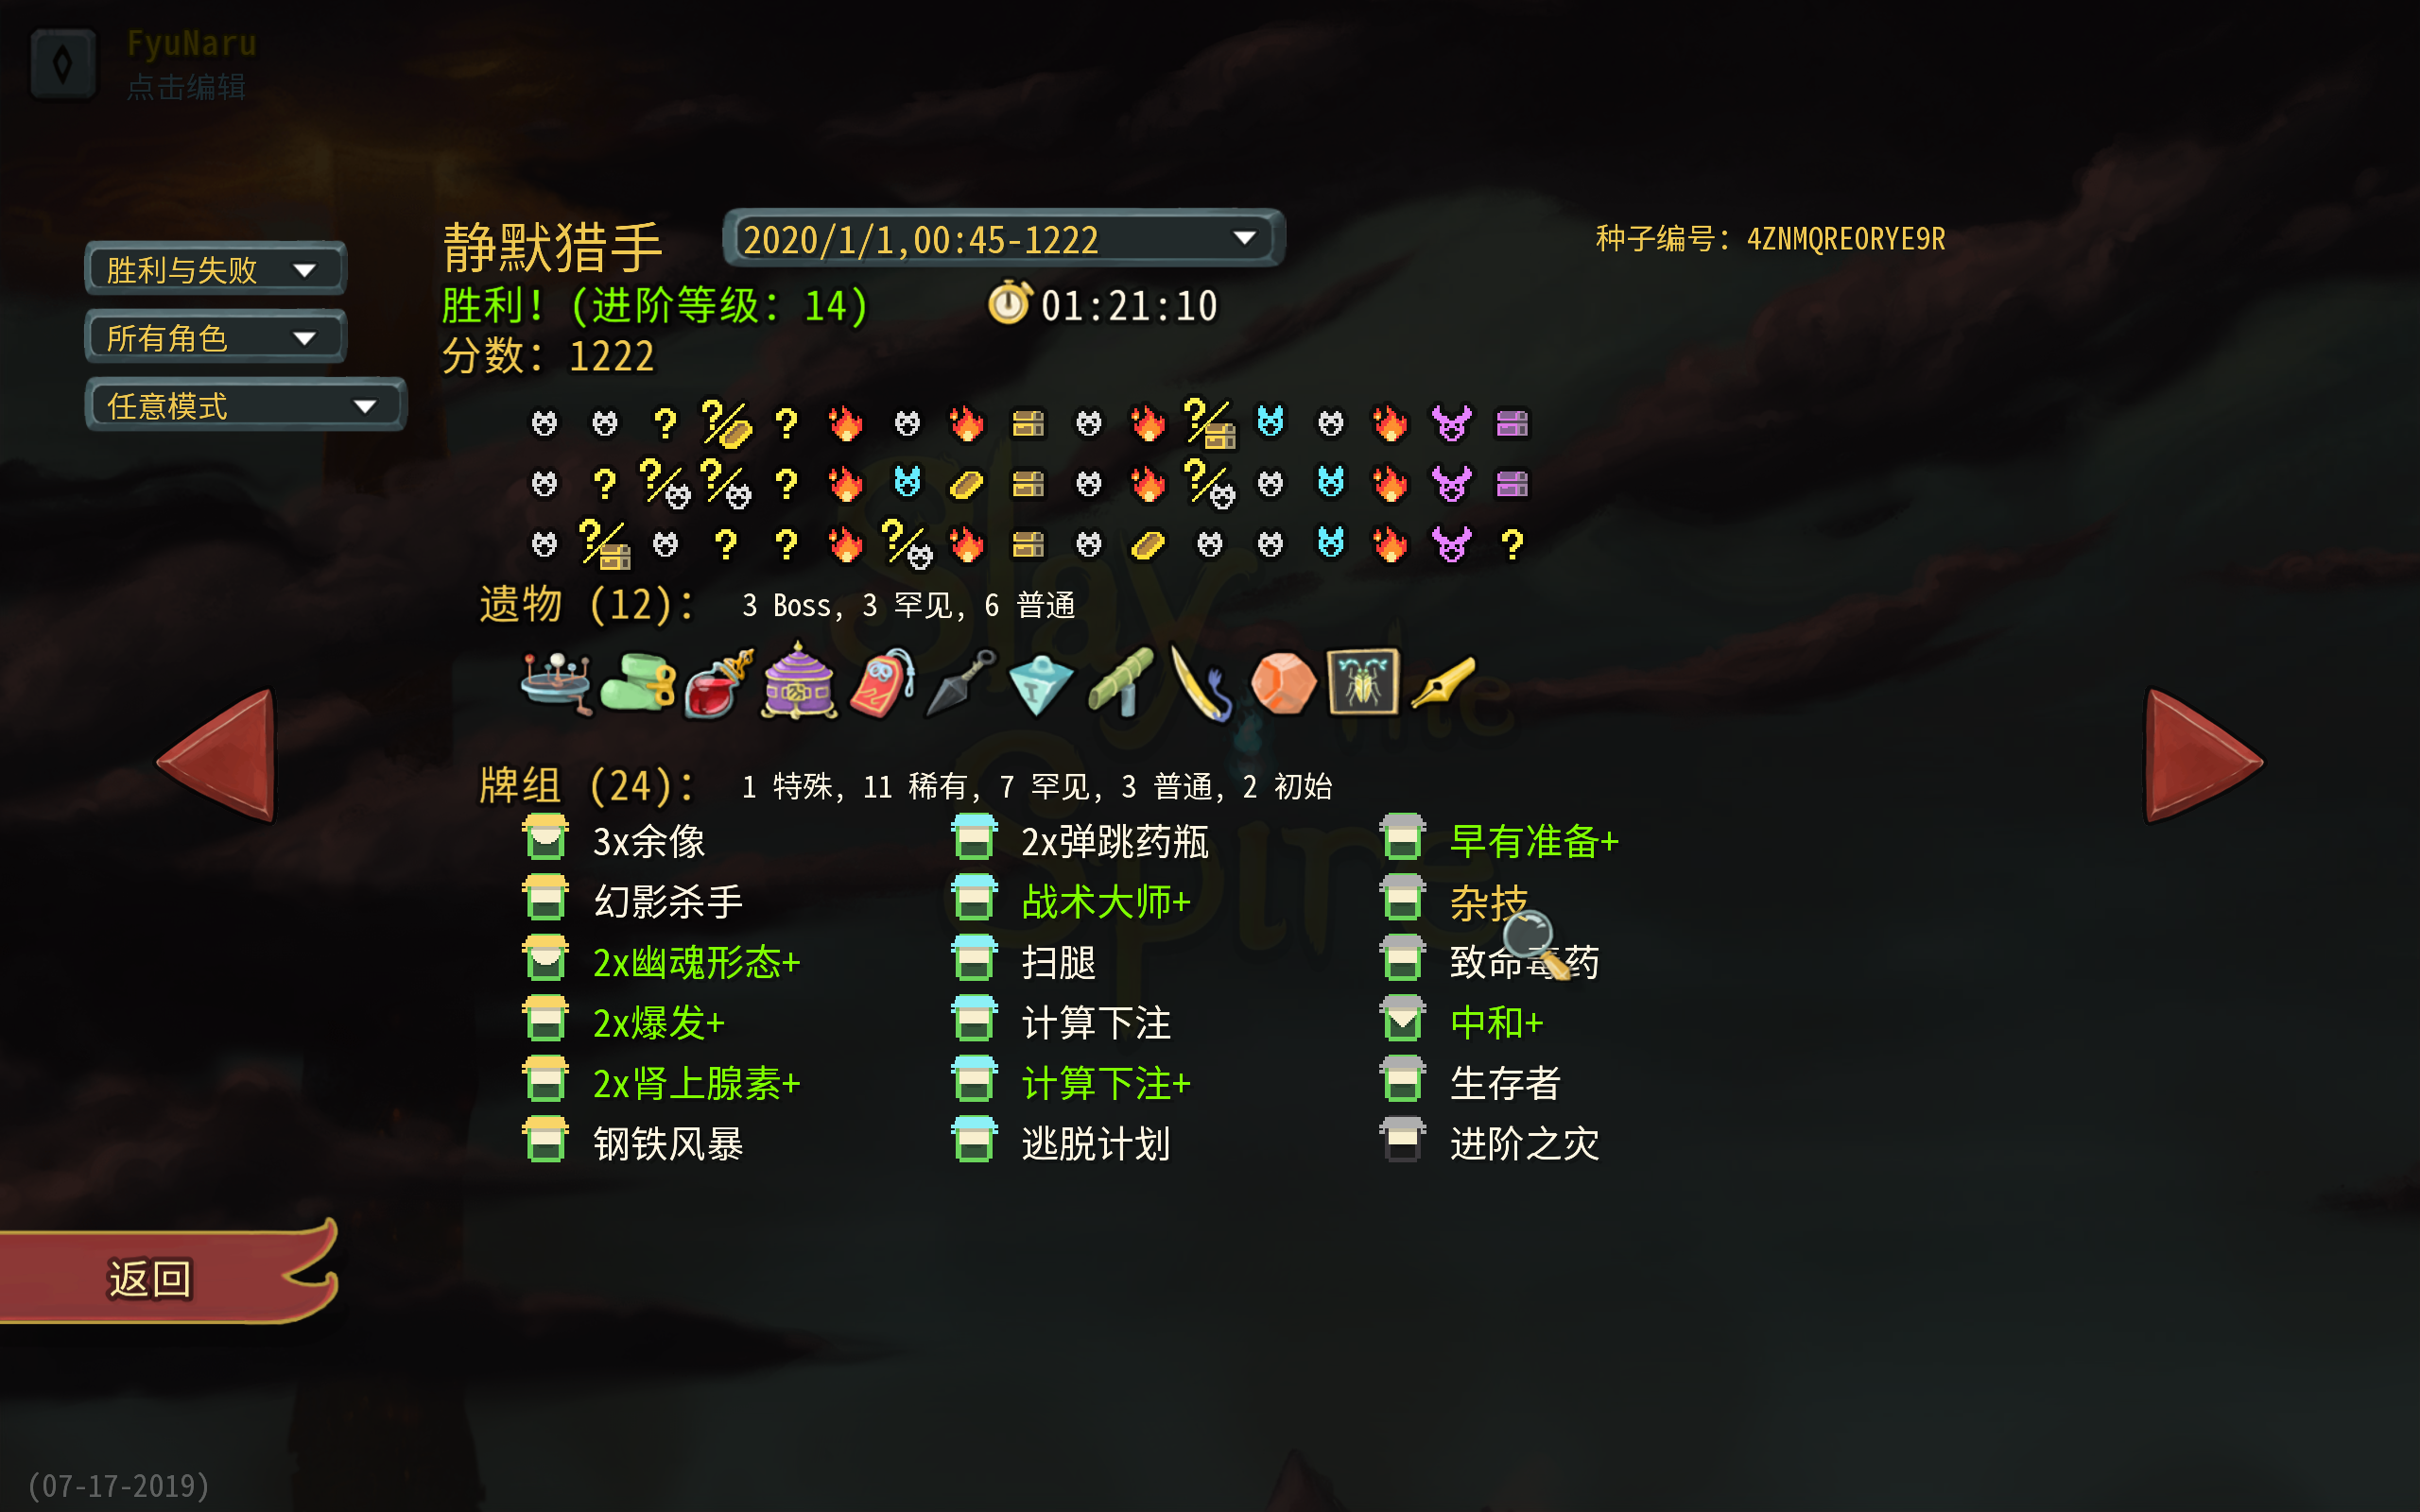 FyuNaru
点击编辑
静默猎手
2020/1/1,00:45-1222
种子编号: 4ZNMQRE0RYE9R
胜利与失败
所有角色
任意模式
胜利! (进阶等级: 14)
01:21:10
分数: 1222
遗物 (12):
3 Boss, 3 罕见, 6 普通
牌组 (24):
1 特殊, 11 稀有, 7 罕见, 3 普通, 2 初始
3x余像
2x弹跳药瓶
早有准备+
幻影杀手
战术大师+
杂技
2x幽魂形态+
扫腿
致命毒药
2x爆发+
计算下注
中和+
2x肾上腺素+
计算下注+
生存者
钢铁风暴
逃脱计划
进阶之灾
Slay
the
Spire
返回
(07-17-2019)